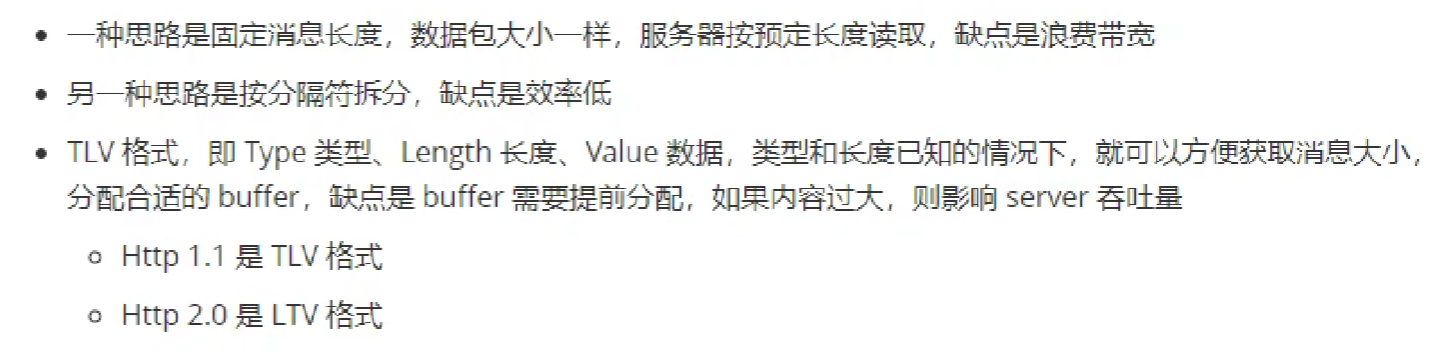 一种思路是固定消息长度，数据包大小一样，服务器按预定长度读取，缺点是浪费带宽
另一种思路是按分隔符拆分，缺点是效率低
TLV 格式，即 Type 类型、Length 长度、Value 数据，类型和长度已知的情况下，就可以方便获取消息大小，
分配合适的 buffer，缺点是 buffer 需要提前分配，如果内容过大，则影响 server 吞吐量
Http 1.1 是 TLV 格式
Http 2.0 是 LTV 格式